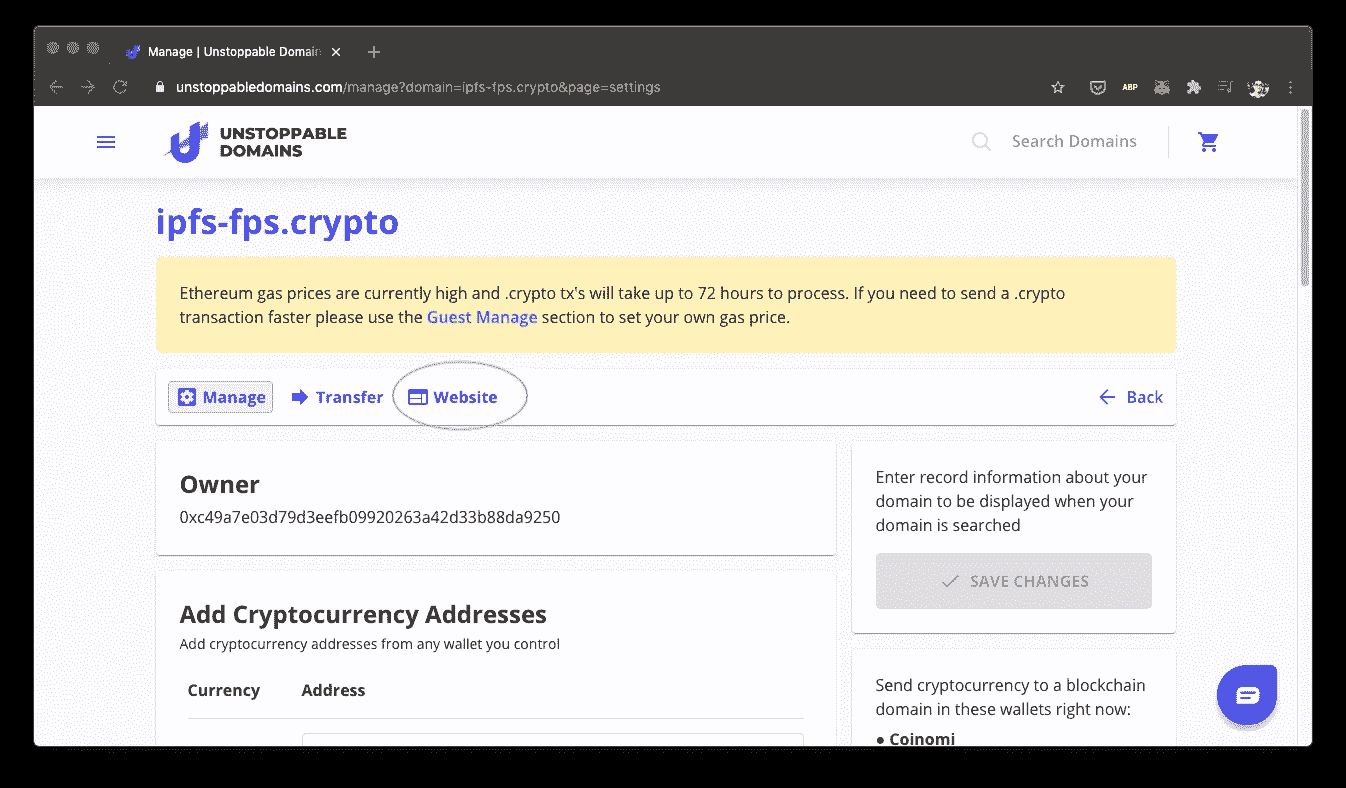 Manage | Unstoppable Domain
unstoppabledomains.com/manage?domain=ipfs-fps.crypto&page=settings
ABP
UNSTOPPABLE
DOMAINS
Search Domains
ipfs-fps.crypto
Ethereum gas prices are currently high and .crypto tx's will take up to 72 hours to process. If you need to send a .crypto
transaction faster please use the Guest Manage section to set your own gas price.
Manage Transfer Website Back
Owner
0xc49a7e03d79d3eefb09920263a42d33b88da9250
Add Cryptocurrency Addresses
Add cryptocurrency addresses from any wallet you control
Currency Address
Enter record information about your
domain to be displayed when your
domain is searched
SAVE CHANGES
Send cryptocurrency to a blockchain
domain in these wallets right now:
• Coinomi